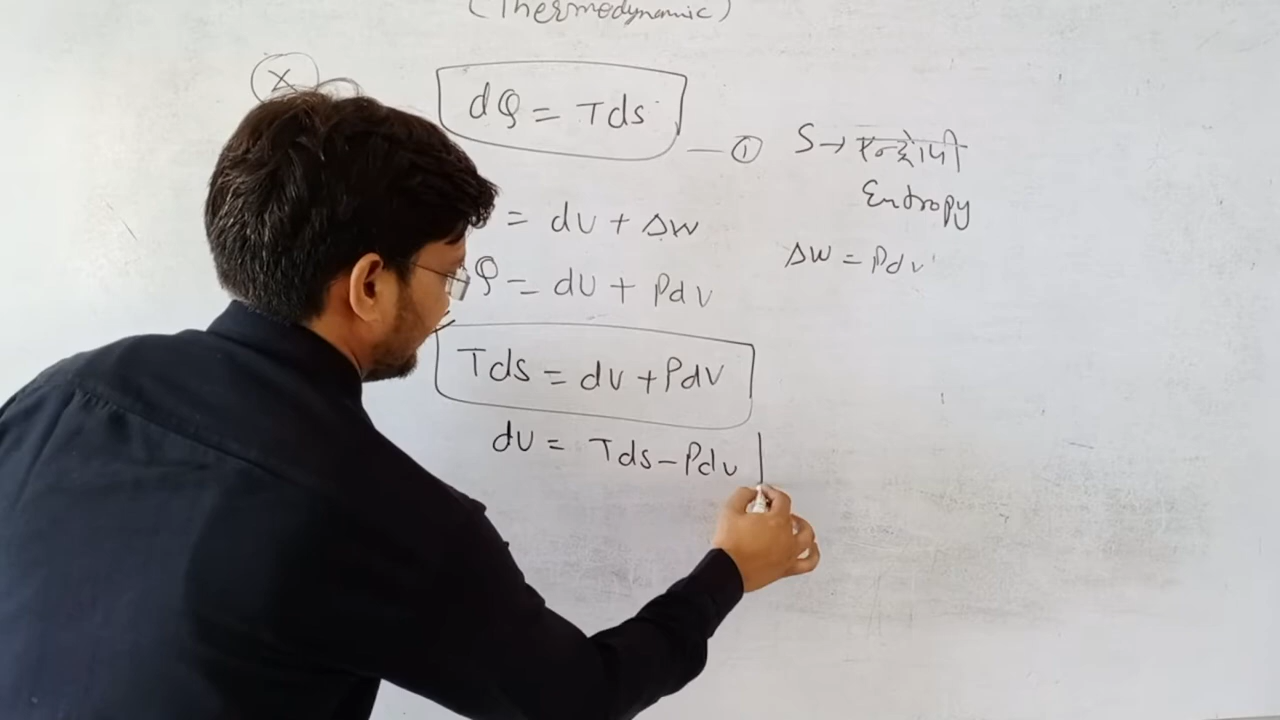 (Thermodynamic)
X
dQ = Tds
— ①
S → एन्ट्रोपी
Entropy
= dU + ΔW
ΔW = Pdv
Q = dU + Pdv
Tds = dU + PdV
dU = Tds - Pdv